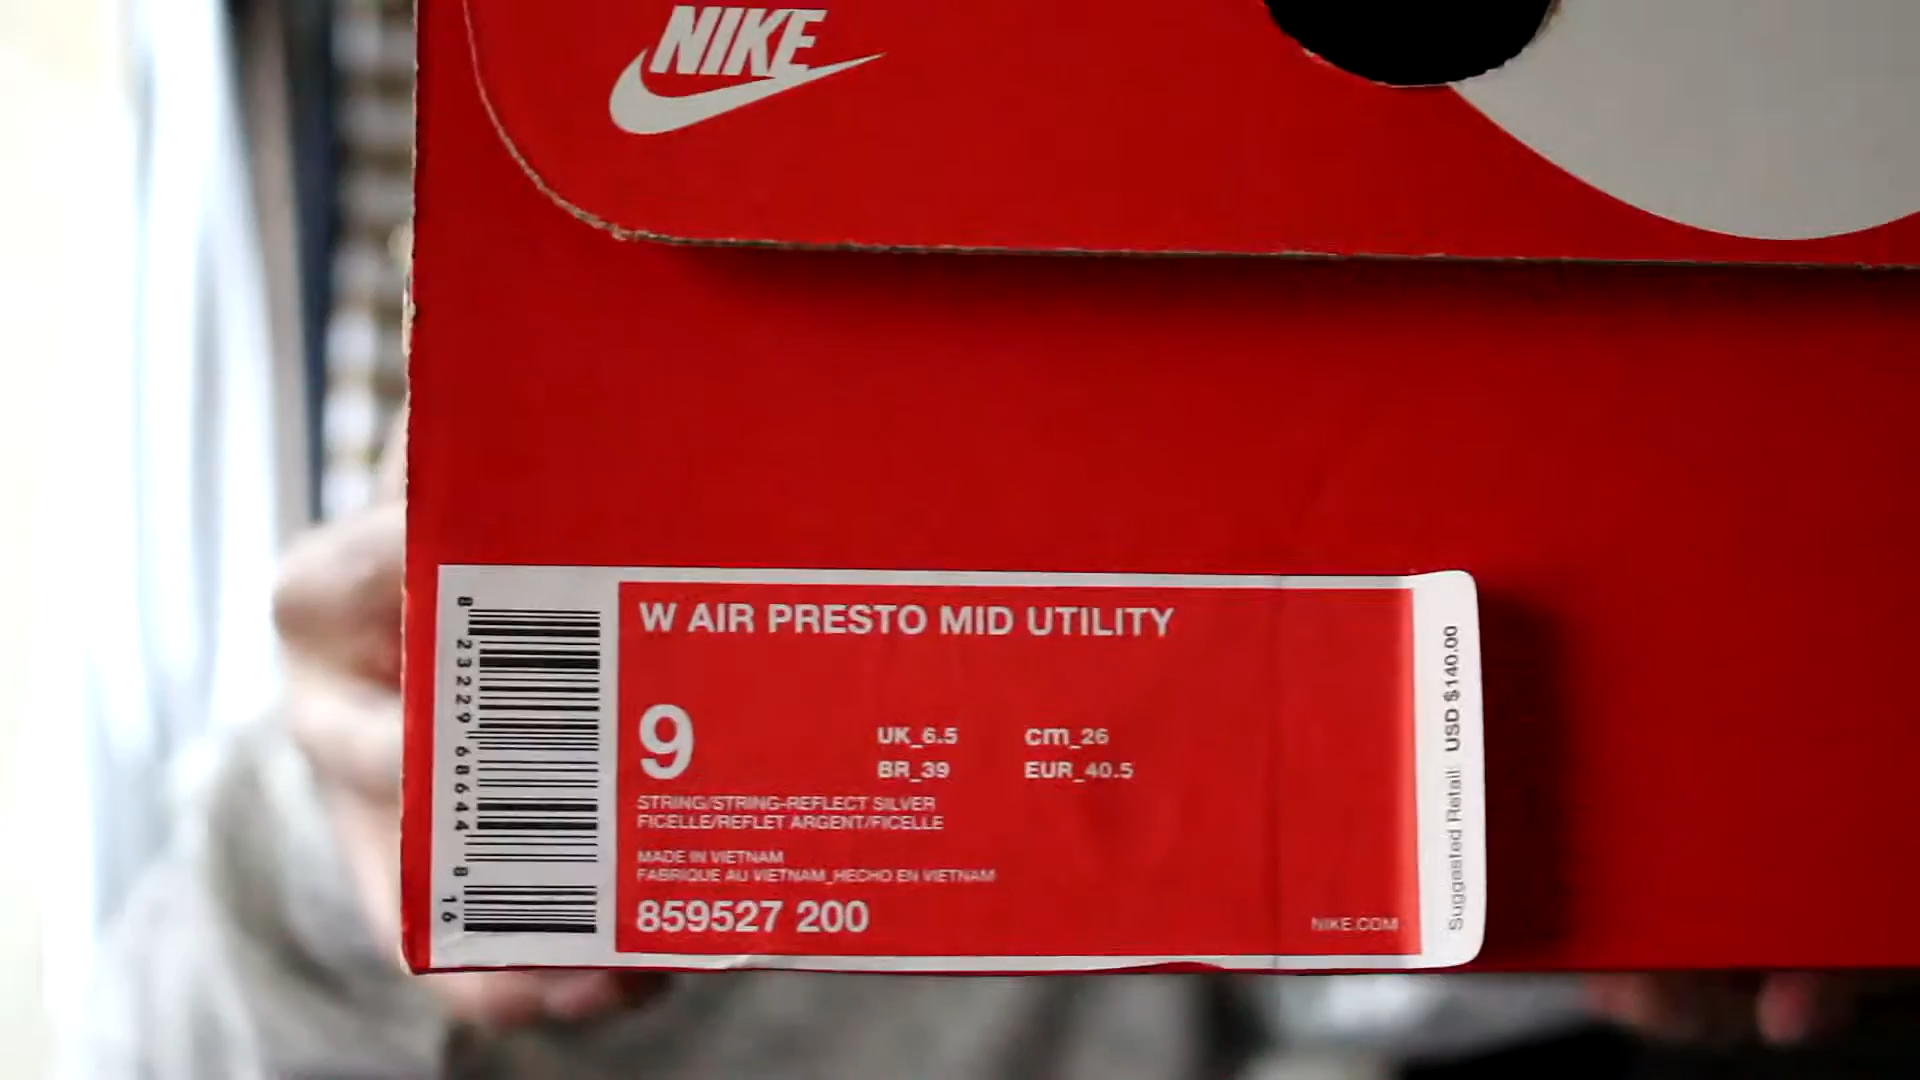 NIKE
W AIR PRESTO MID UTILITY
9
UK_6.5 cm_26
BR_39 EUR_40.5
STRING/STRING-REFLECT SILVER
FICELLE/REFLET ARGENT/FICELLE
MADE IN VIETNAM
FABRIQUE AU VIETNAM_HECHO EN VIETNAM
859527 200
NIKE.COM
8 23229 68644 8
16
Suggested Retail: USD $140.00